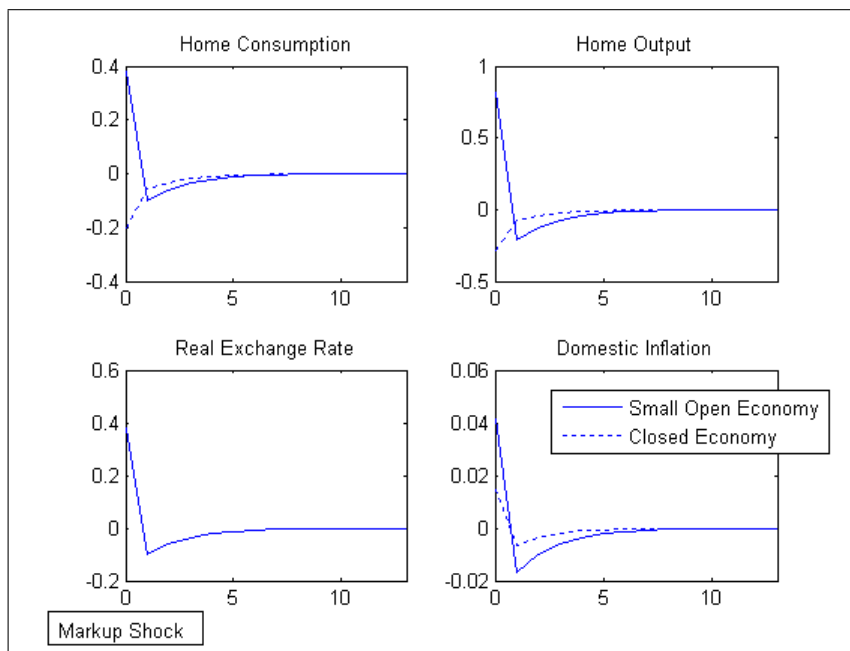 Home Consumption
0.4
0.2
0
-0.2
-0.4
0 5 10
Home Output
1
0.5
0
-0.5
0 5 10
Real Exchange Rate
0.6
0.4
0.2
0
-0.2
0 5 10
Domestic Inflation
0.06
0.04
0.02
0
-0.02
0 5 10
Small Open Economy
Closed Economy
Markup Shock